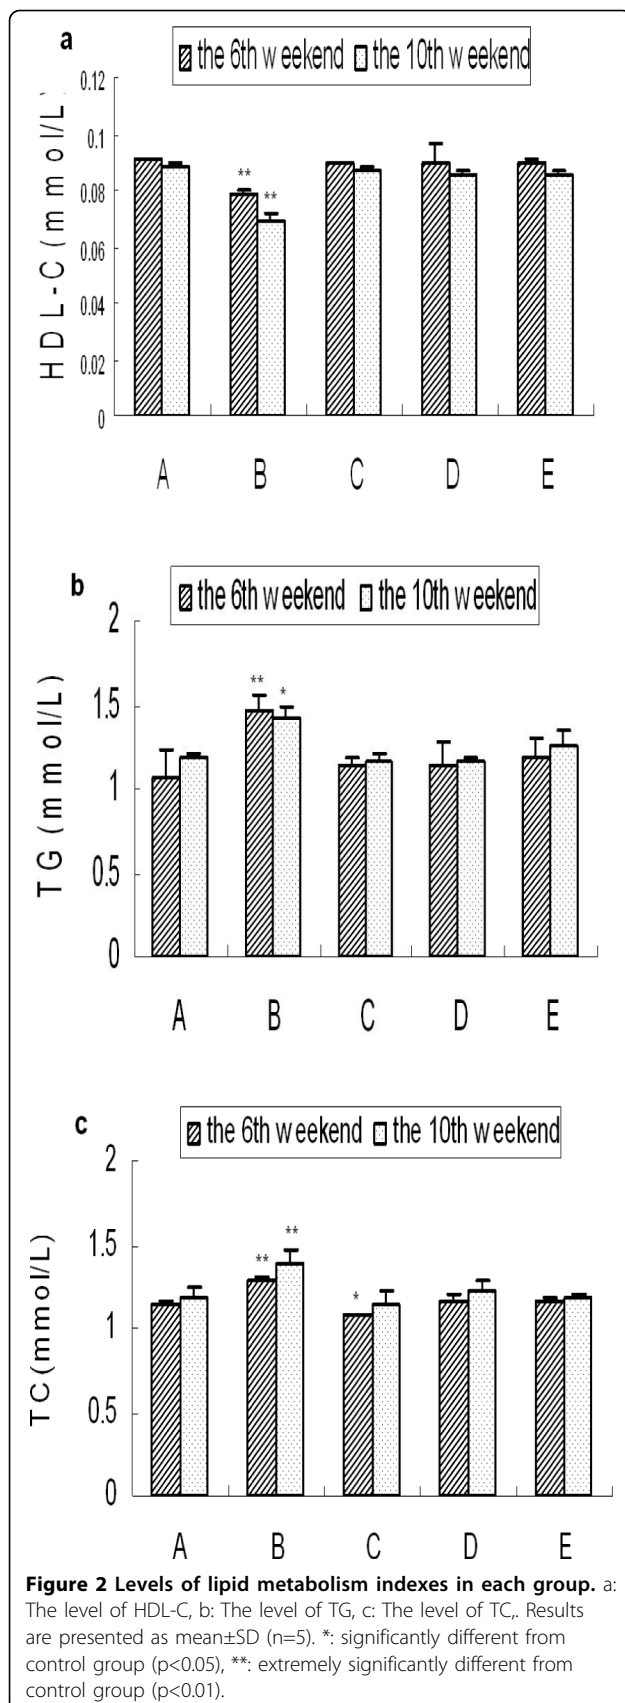 a
the 6th weekend the 10th weekend
HDL-C (mmol/L)
0.12
0.1
0.08
0.06
0.04
0.02
0
** **
A B C D E
b
the 6th weekend the 10th weekend
TG (mmol/L)
2
1.5
1
0.5
0
** *
A B C D E
c
the 6th weekend the 10th weekend
TC (mmol/L)
2
1.5
1
0.5
0
** ** *
A B C D E
Figure 2 Levels of lipid metabolism indexes in each group. a:
The level of HDL-C, b: The level of TG, c: The level of TC,. Results
are presented as mean±SD (n=5). *: significantly different from
control group (p<0.05), **: extremely significantly different from
control group (p<0.01).